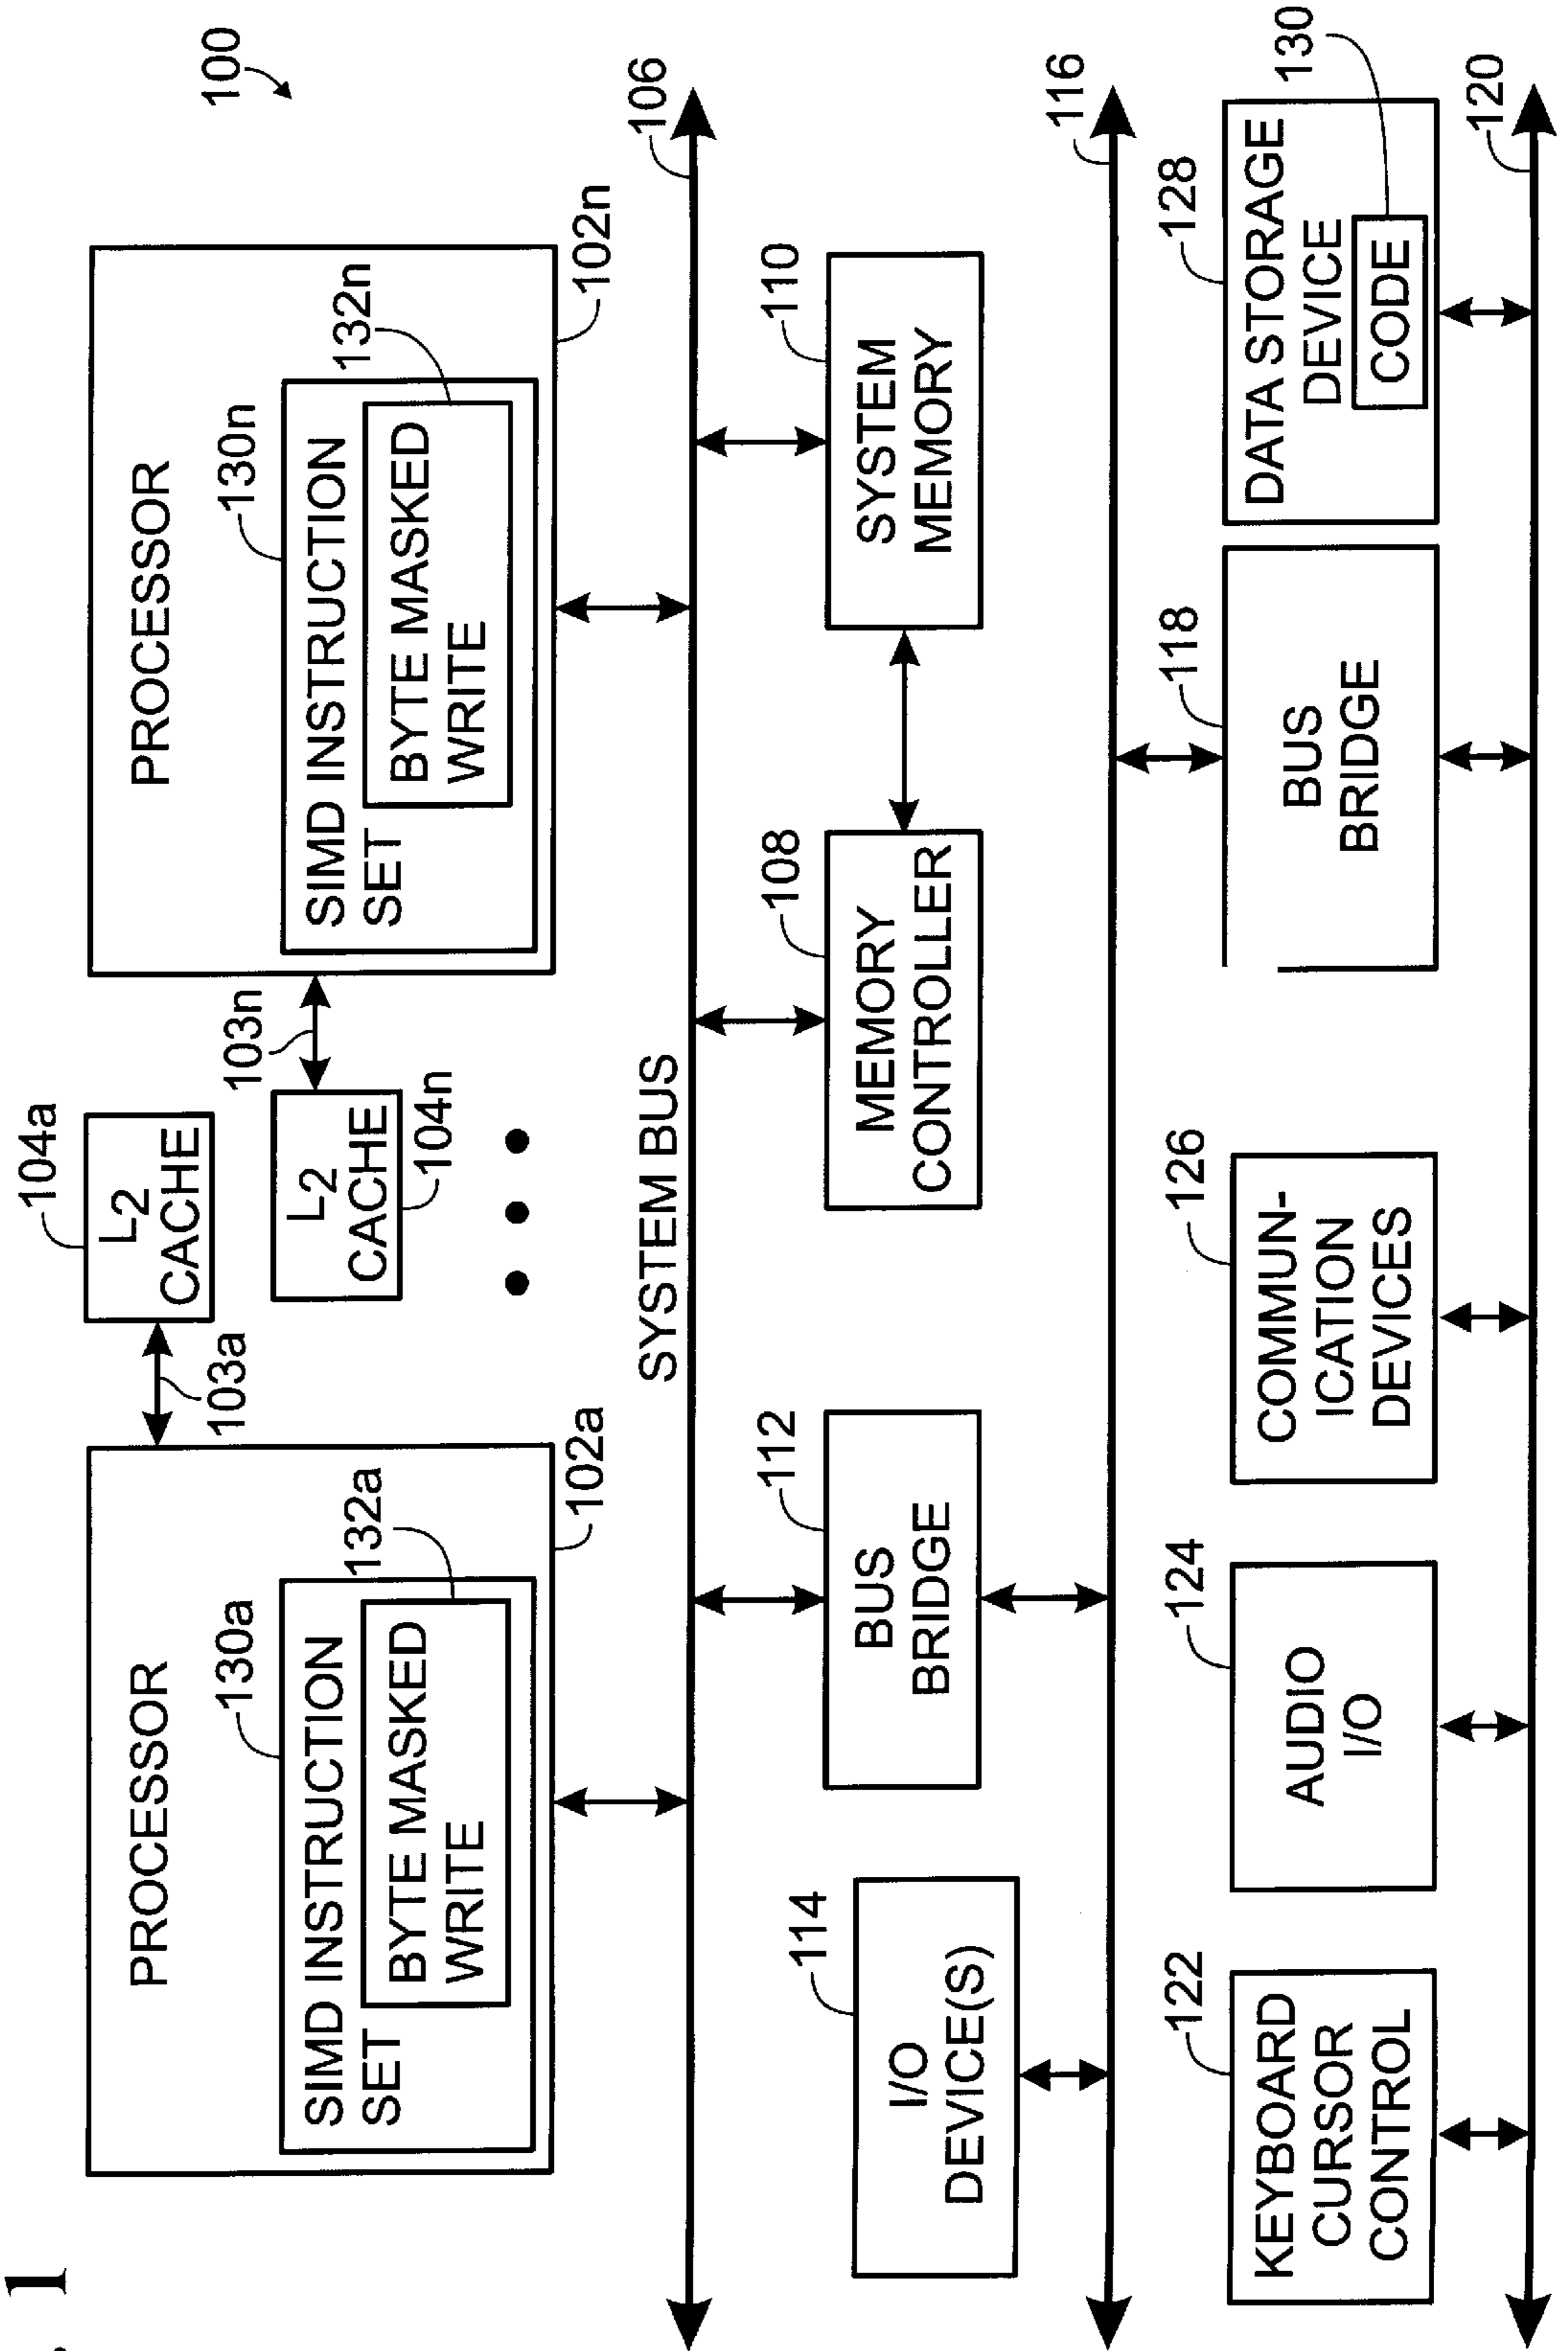 . 1
100
PROCESSOR
130a
SIMD INSTRUCTION
SET
132a
BYTE MASKED
WRITE
102a
103a
104a
L2
CACHE
L2
CACHE
104n
103n
PROCESSOR
130n
SIMD INSTRUCTION
SET
132n
BYTE MASKED
WRITE
102n
SYSTEM BUS
106
114
I/O
DEVICE(S)
112
BUS
BRIDGE
108
MEMORY
CONTROLLER
110
SYSTEM
MEMORY
116
122
KEYBOARD
CURSOR
CONTROL
124
AUDIO
I/O
126
COMMUN-
ICATION
DEVICES
118
BUS
BRIDGE
128
DATA STORAGE
DEVICE
CODE
130
120